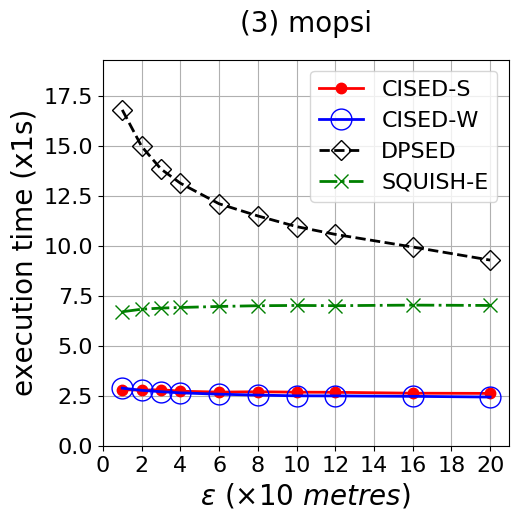 (3) mopsi
CISED-S
CISED-W
DPSED
SQUISH-E
execution time (x1s)
17.5
15.0
12.5
10.0
7.5
5.0
2.5
0.0
0 2 4 6 8 10 12 14 16 18 20
ε (×10 metres)